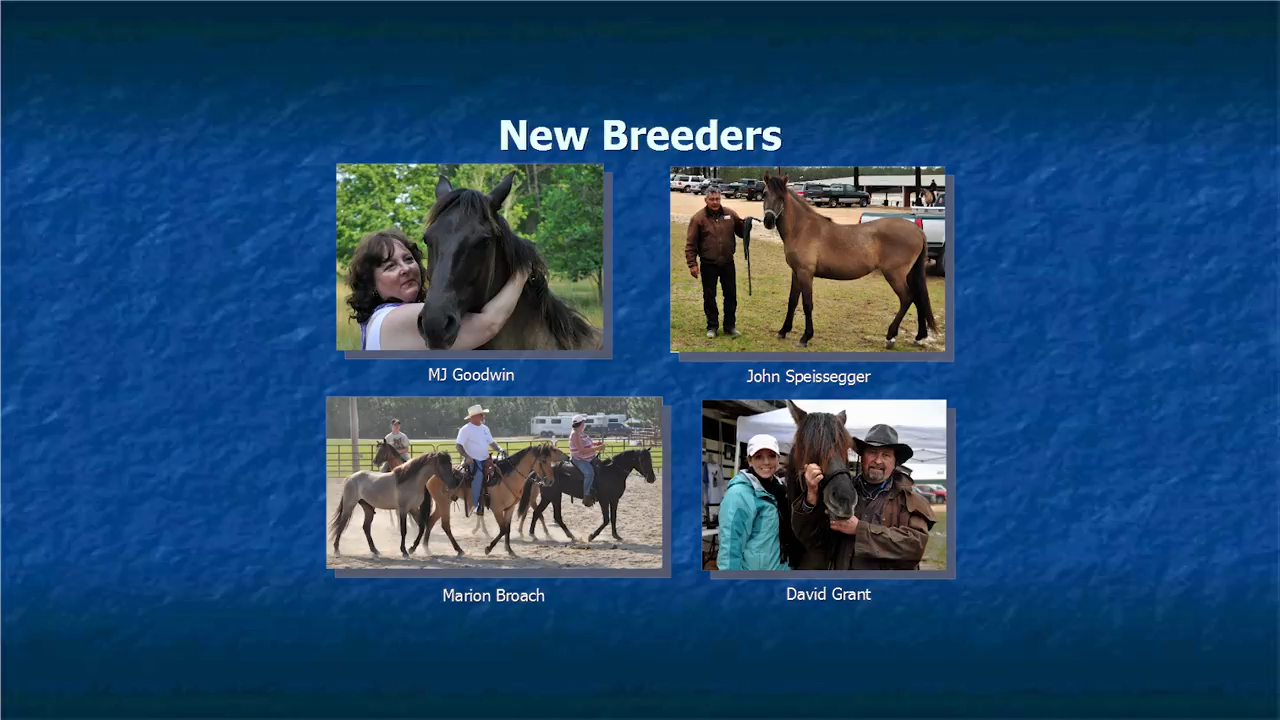 New Breeders
MJ Goodwin
John Speissegger
Marion Broach
David Grant